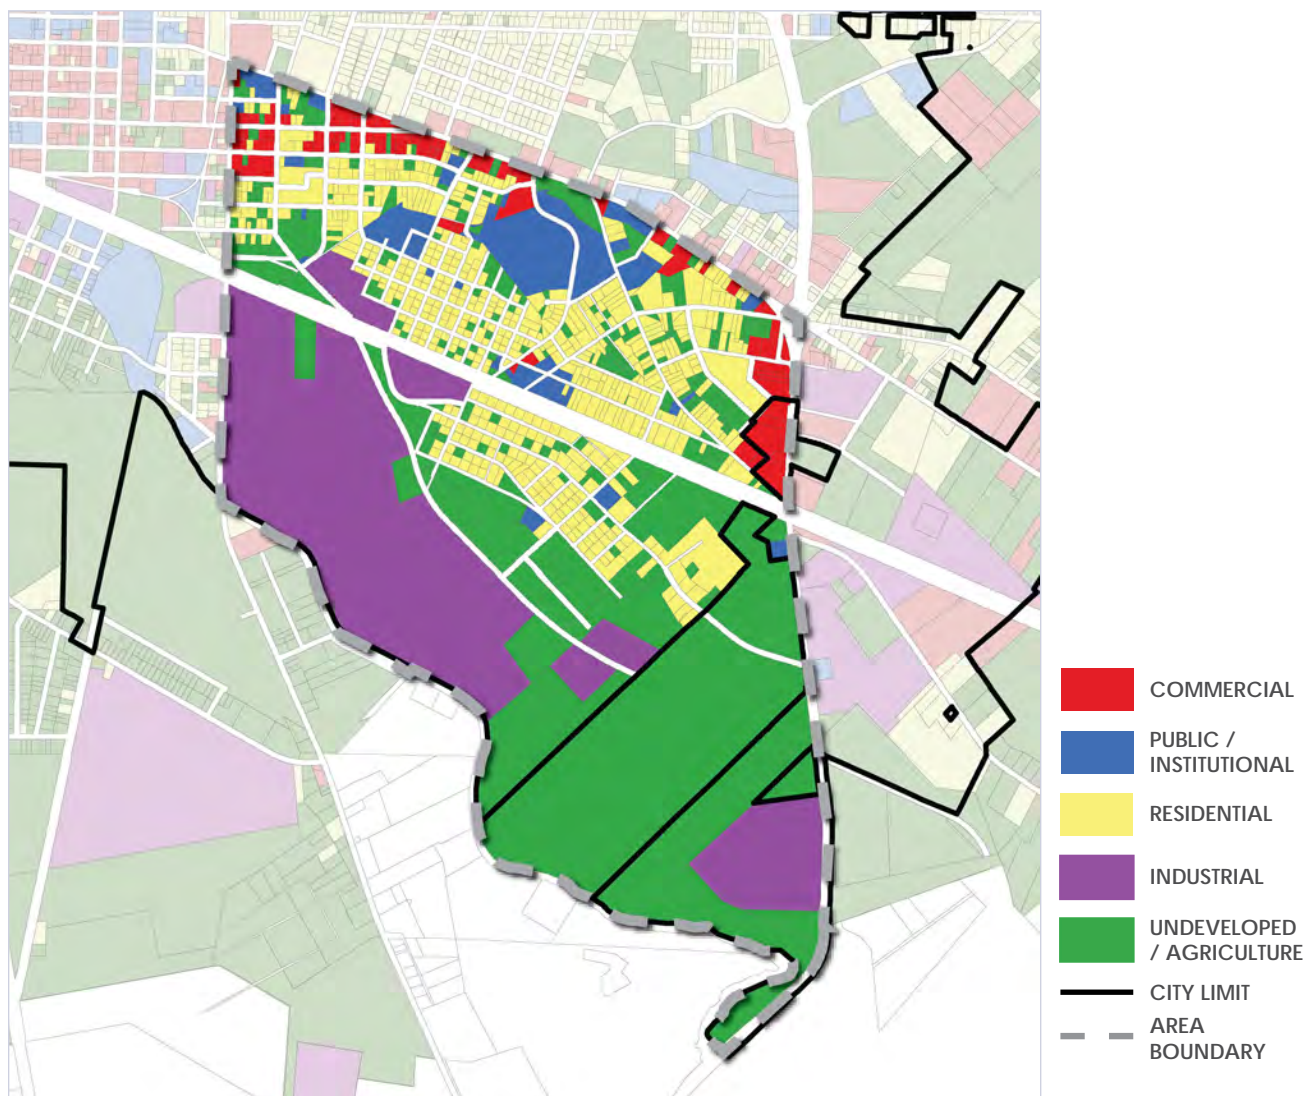 COMMERCIAL
PUBLIC /
INSTITUTIONAL
RESIDENTIAL
INDUSTRIAL
UNDEVELOPED
/ AGRICULTURE
CITY LIMIT
AREA
BOUNDARY